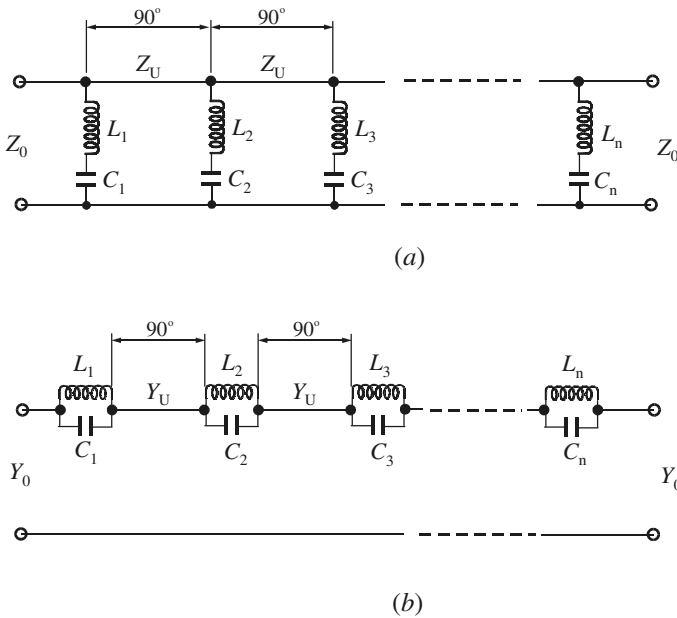 90° 90°
Z_U Z_U
L_1 L_2 L_3 L_n
Z_0 Z_0
C_1 C_2 C_3 C_n
(a)
90° 90°
L_1 L_2 L_3 L_n
Y_U Y_U
C_1 C_2 C_3 C_n
Y_0 Y_0
(b)